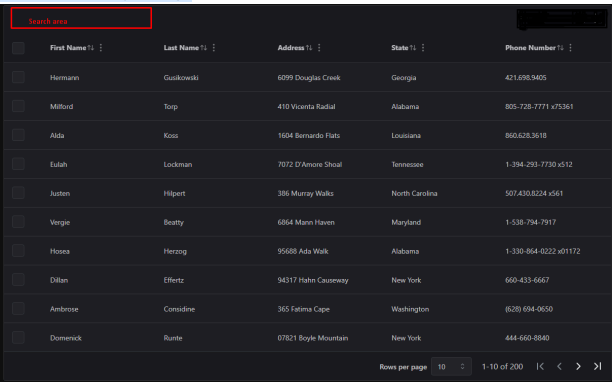 Search area
First Name Last Name Address State Phone Number
Hermann Gusikowski 6099 Douglas Creek Georgia 421.698.9405
Milford Torp 410 Vicenta Radial Alabama 805-728-7771 x75361
Alda Koss 1604 Bernardo Flats Louisiana 860.628.3618
Eulah Lockman 7072 D'Amore Shoal Tennessee 1-394-293-7730 x512
Justen Hilpert 386 Murray Walks North Carolina 507.430.8224 x561
Vergie Beatty 6864 Mann Haven Maryland 1-538-794-7917
Hosea Herzog 95688 Ada Walk Alabama 1-330-864-0222 x01172
Dillan Effertz 94317 Hahn Causeway New York 660-433-6667
Ambrose Considine 365 Fatima Cape Washington (628) 694-0650
Domenick Runte 07821 Boyle Mountain New York 444-660-8840
Rows per page 10 1-10 of 200